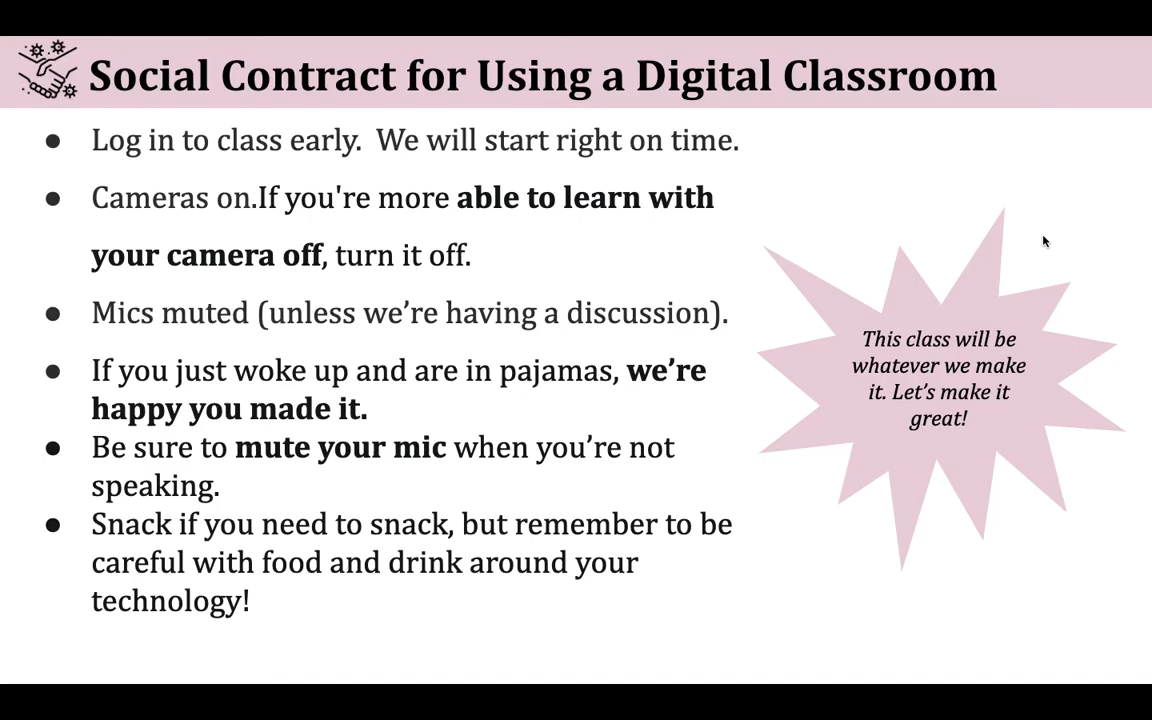 Social Contract for Using a Digital Classroom
● Log in to class early.  We will start right on time.
● Cameras on.If you're more able to learn with
your camera off, turn it off.
● Mics muted (unless we’re having a discussion).
● If you just woke up and are in pajamas, we’re
happy you made it.
● Be sure to mute your mic when you’re not
speaking.
● Snack if you need to snack, but remember to be
careful with food and drink around your
technology!
This class will be
whatever we make
it. Let’s make it
great!